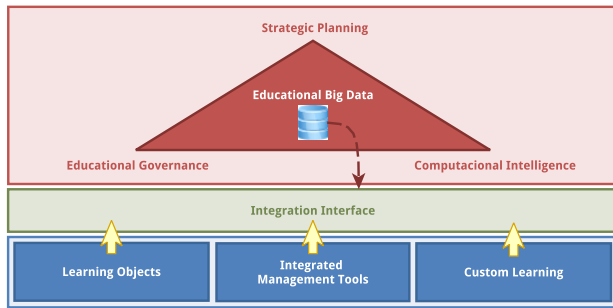 Strategic Planning
Educational Big Data
Educational Governance
Computacional Intelligence
Integration Interface
Learning Objects
Integrated
Management Tools
Custom Learning